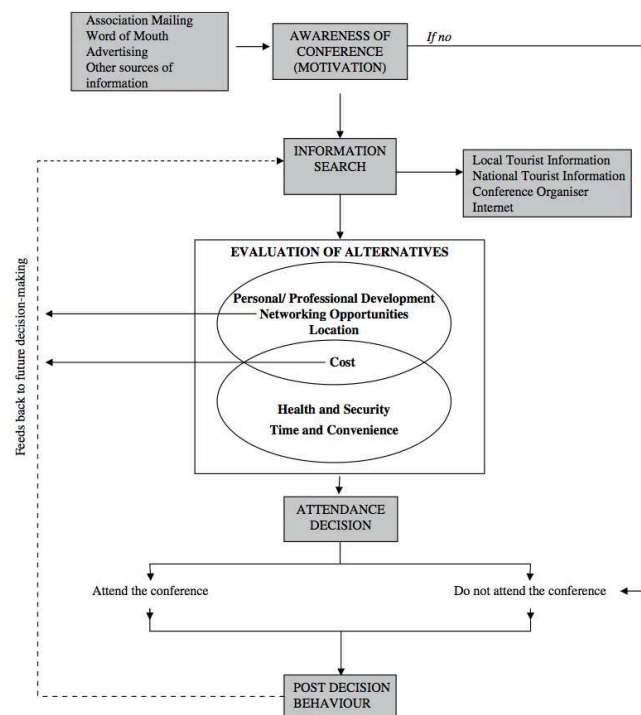 Association Mailing
Word of Mouth
Advertising
Other sources of
information
AWARENESS OF
CONFERENCE
(MOTIVATION)
If no
INFORMATION
SEARCH
Local Tourist Information
National Tourist Information
Conference Organiser
Internet
EVALUATION OF ALTERNATIVES
Personal/ Professional Development
Networking Opportunities
Location
Cost
Health and Security
Time and Convenience
Feeds back to future decision-making
ATTENDANCE
DECISION
Attend the conference
Do not attend the conference
POST DECISION
BEHAVIOUR